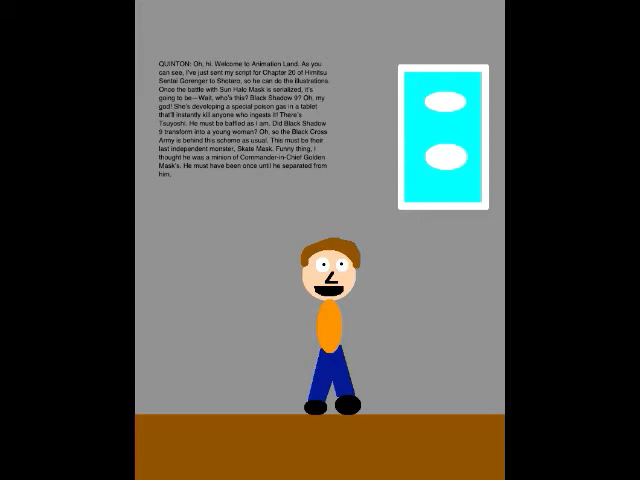 QUINTON: Oh, hi. Welcome to Animation Land. As you
can see, I've just sent my script for Chapter 20 of Himitsu
Sentai Gorenger to Shotaro, so he can do the illustrations.
Once the battle with Sun Halo Mask is serialized, it's
going to be—Wait, who's this? Black Shadow 9? Oh, my
god! She's developing a special poison gas in a tablet
that'll instantly kill anyone who ingests it! There's
Tsuyoshi. He must be baffled as I am. Did Black Shadow
9 transform into a young woman? Oh, so the Black Cross
Army is behind this scheme as usual. This must be their
last independent monster, Skate Mask. Funny thing, I
thought he was a minion of Commander-in-Chief Golden
Mask's. He must have been once until he separated from
him.